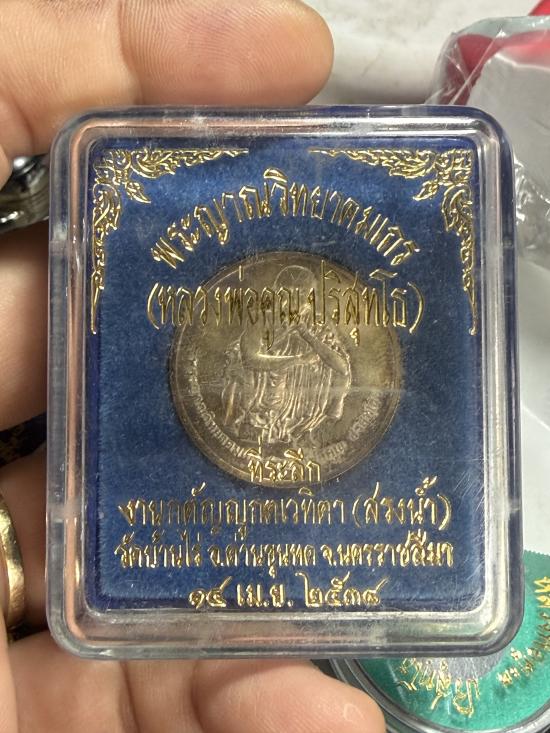 พระญาณวิทยาคมเถร
(หลวงพ่อคูณ ปริสุทฺโธ)
ที่ระลึก
งานกตัญญูกตเวทิตา (สรงน้ำ)
วัดบ้านไร่ อ.ด่านขุนทด จ.นครราชสีมา
๑๔ เม.ย. ๒๕๓๘